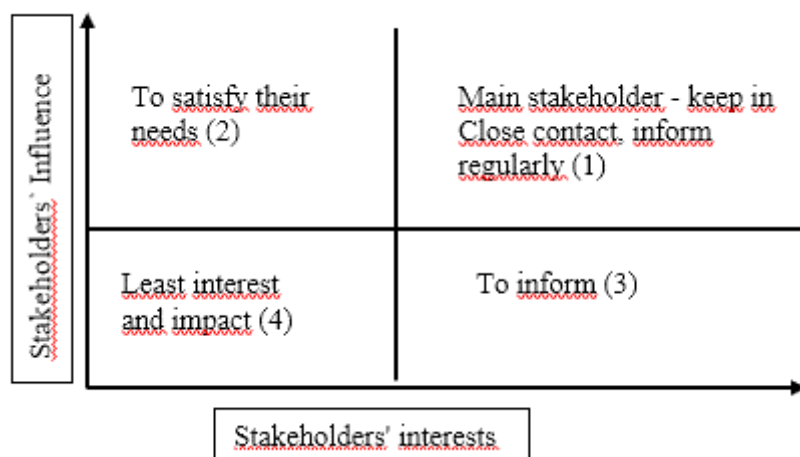 Stakeholders` Influence
To satisfy their
needs (2)
Main stakeholder - keep in
Close contact, inform
regularly (1)
Least interest
and impact (4)
To inform (3)
Stakeholders' interests